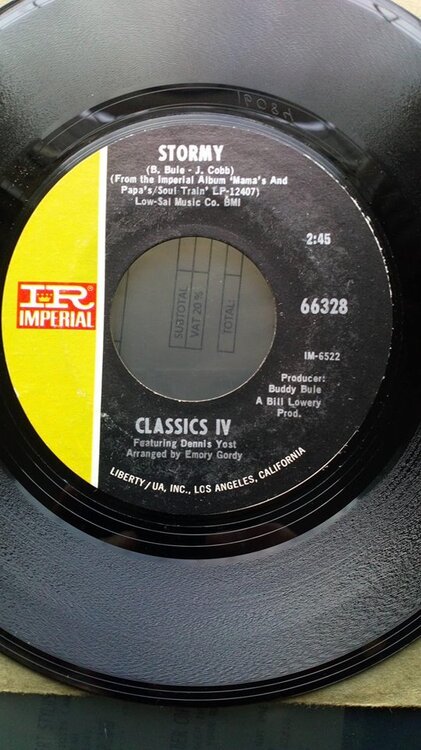 STORMY
(B. Buie - J. Cobb)
(From the Imperial Album 'Mama's And
Papa's/Soul Train' LP-12407)
Low-Sal Music Co. BMI
2:45
IR®
IMPERIAL
66328
SUBTOTAL
VAT 20 %
TOTAL:
IM-6522
Producer:
Buddy Buie
A Bill Lowery
Prod.
CLASSICS IV
Featuring Dennis Yost
Arranged by Emory Gordy
LIBERTY/UA, INC., LOS ANGELES, CALIFORNIA